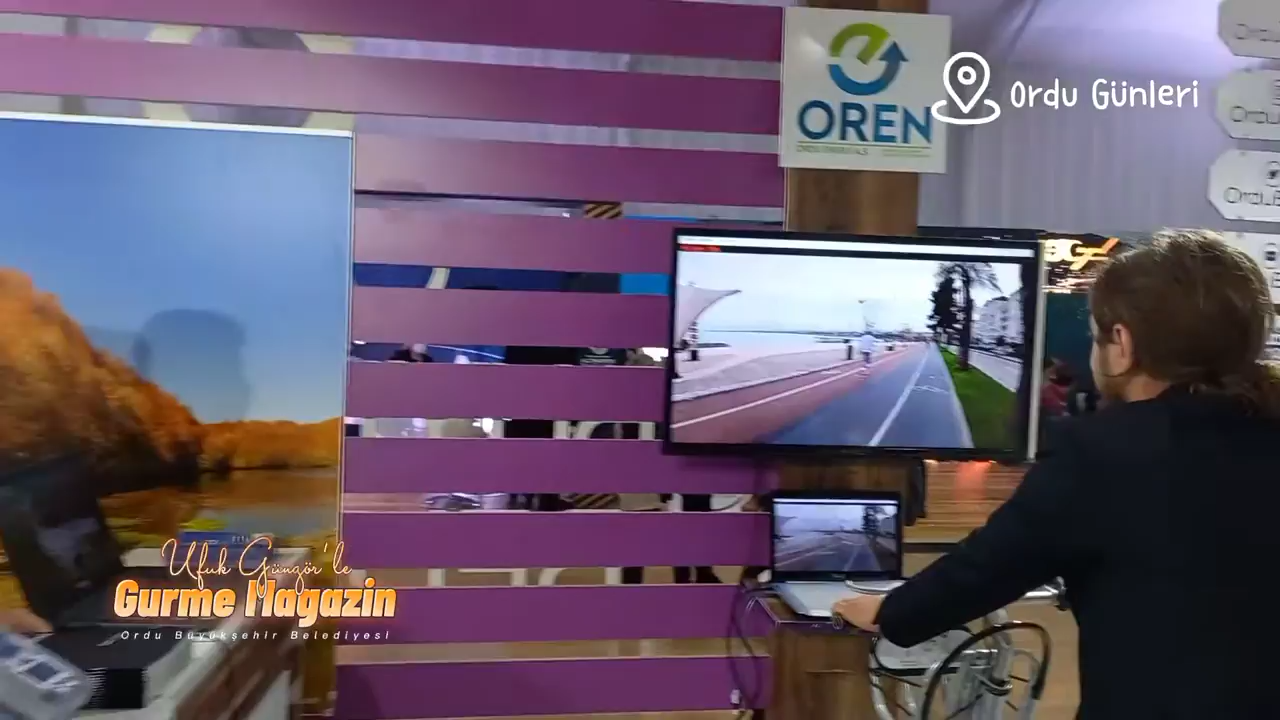 OREN
Ordu Günleri
Ufuk Güngör'le
Gurme Magazin
Ordu Büyükşehir Belediyesi